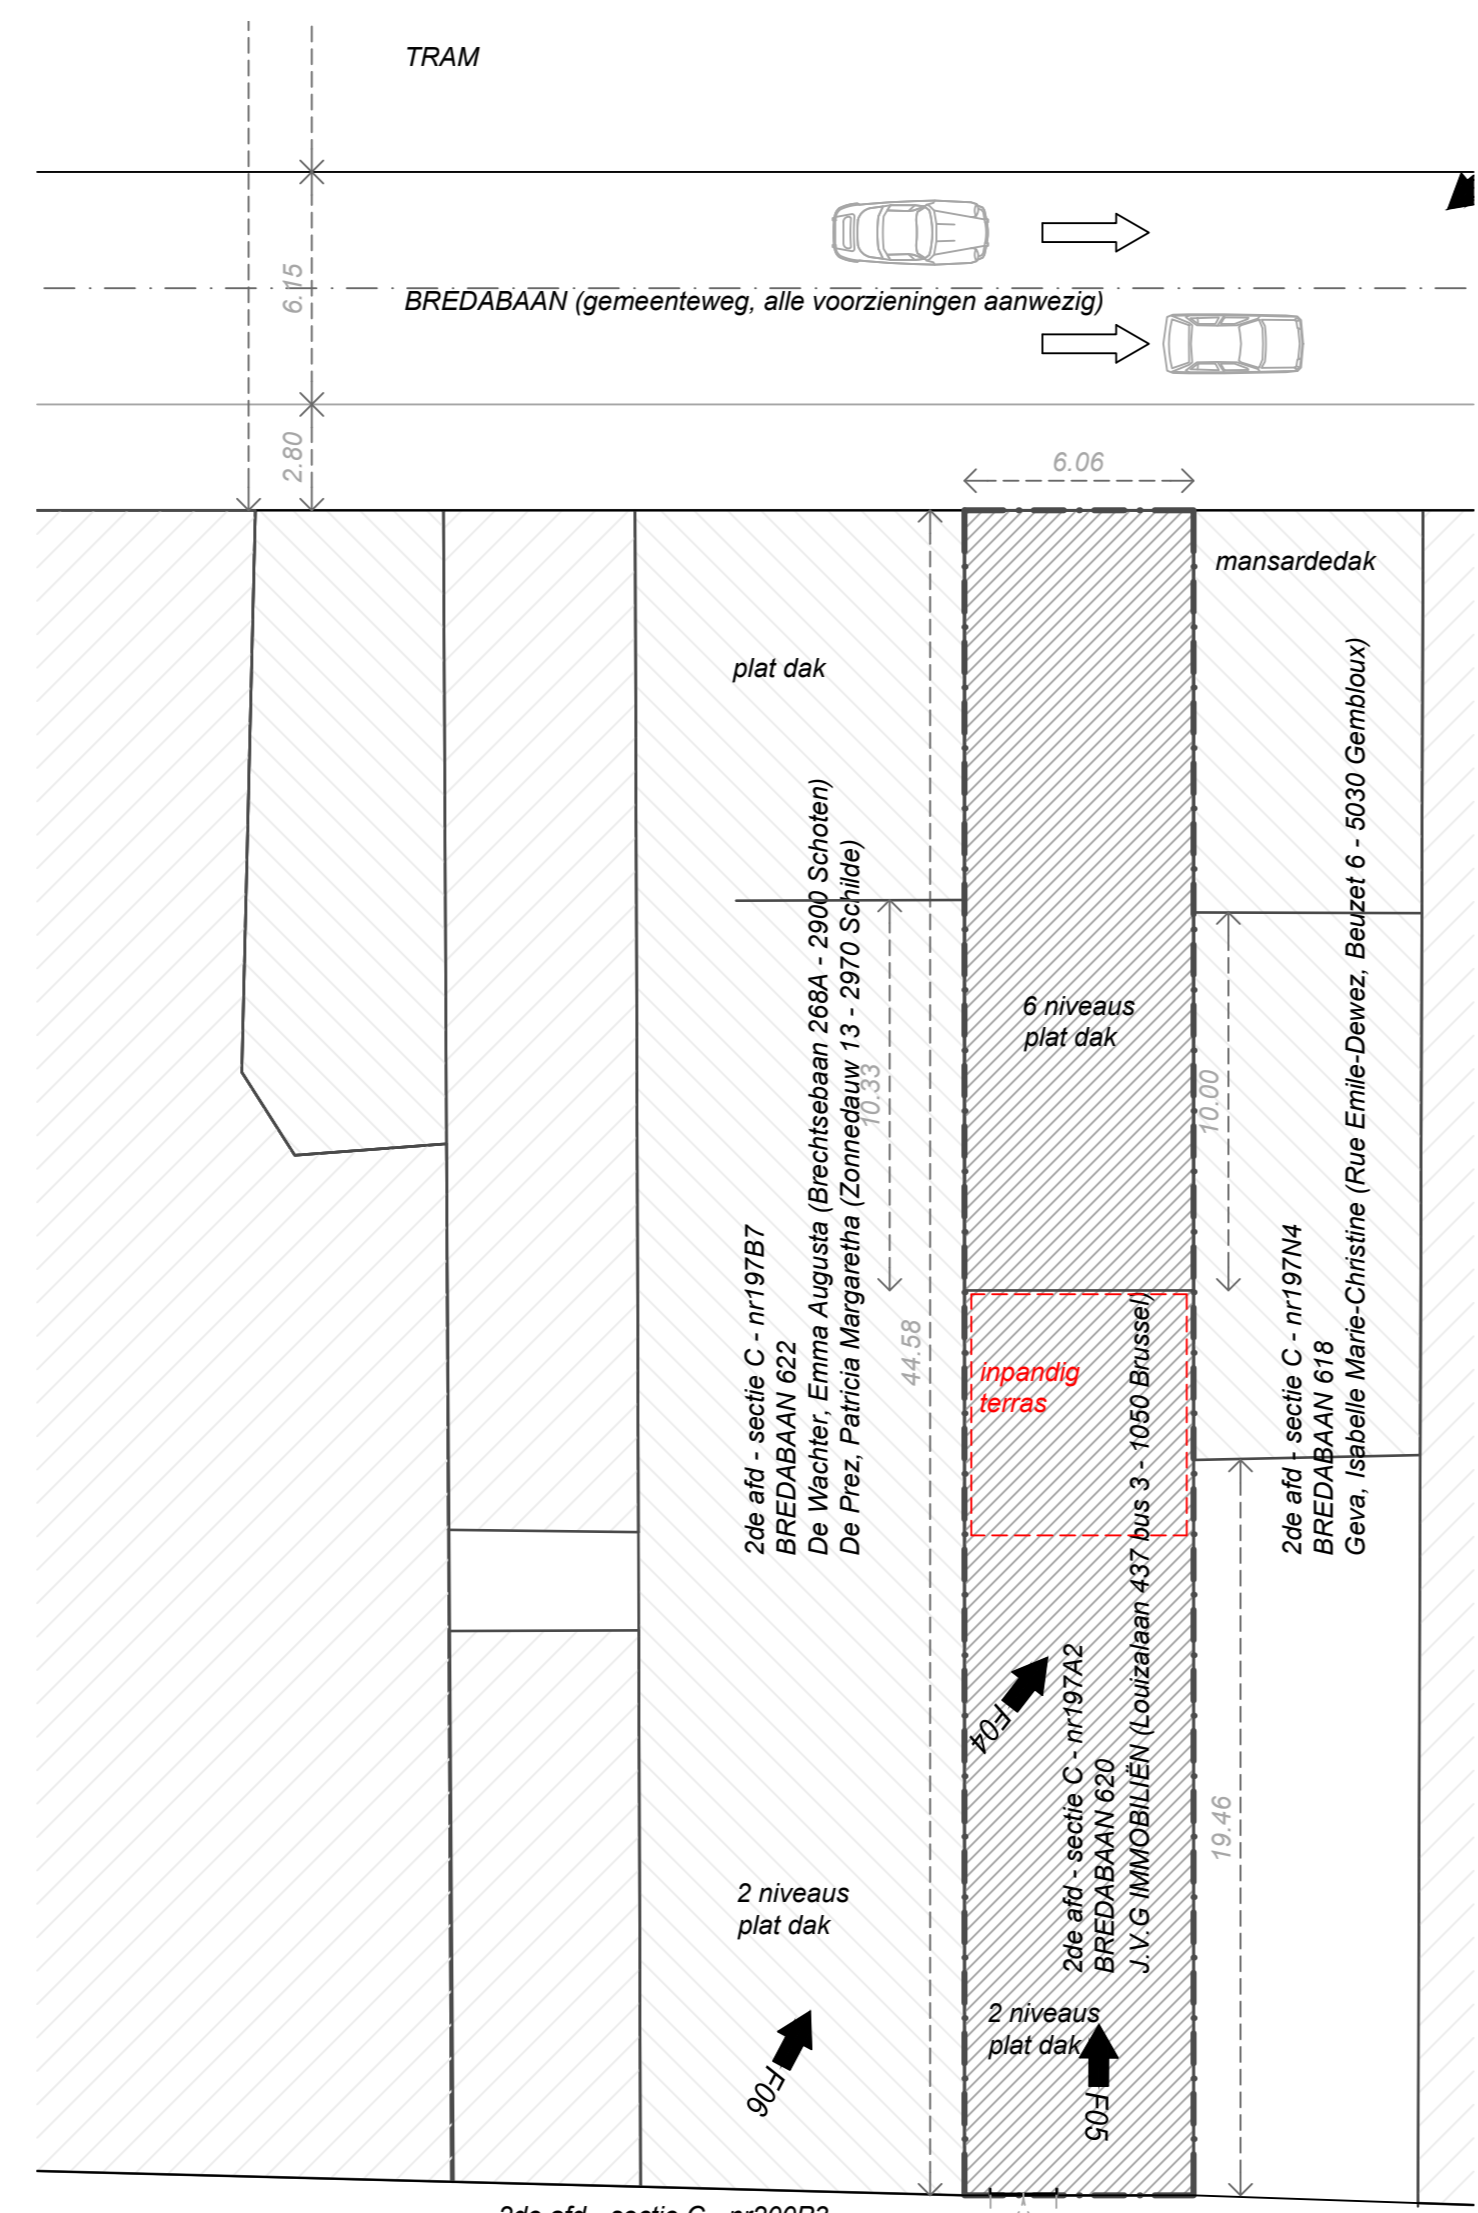 TRAM
6.15
BREDABAAN (gemeenteweg, alle voorzieningen aanwezig)
2.80
6.06
mansardedak
plat dak
6 niveaus
plat dak
10.33
10.00
44.58
2de afd - sectie C - nr197B7
BREDABAAN 622
De Wachter, Emma Augusta (Brechtsebaan 268A - 2900 Schoten)
De Prez, Patricia Margaretha (Zonnedauw 13 - 2970 Schilde)
inpandig
terras
2de afd - sectie C - nr197N4
BREDABAAN 618
Geva, Isabelle Marie-Christine (Rue Emile-Dewez, Beuzet 6 - 5030 Gembloux)
F04
2de afd - sectie C - nr197A2
BREDABAAN 620
J.V.G IMMOBILIËN (Louizalaan 437 bus 3 - 1050 Brussel)
19.46
2 niveaus
plat dak
2 niveaus
plat dak
F06
F05